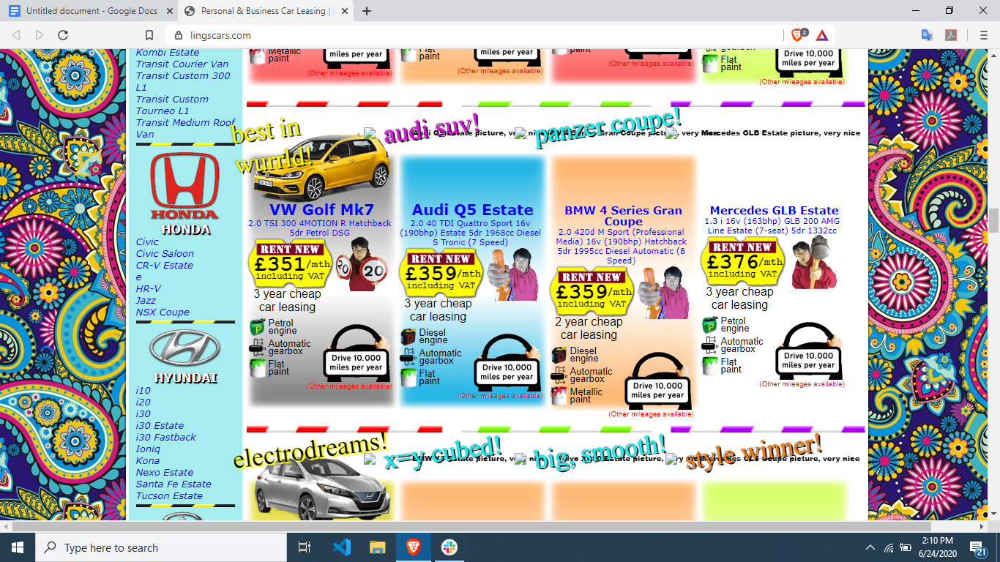 Untitled document - Google Docs
Personal & Business Car Leasing | L
lingscars.com
2
Kombi Estate
Transit Courier Van
Transit Custom 300
L1
Transit Custom
Tourneo L1
Transit Medium Roof
Van
HONDA
HONDA
Civic
Civic Saloon
CR-V Estate
e
HR-V
Jazz
NSX Coupe
HYUNDAI
i10
i20
i30
i30 Estate
i30 Fastback
Ioniq
Kona
Nexo Estate
Santa Fe Estate
Tucson Estate
Metallic
paint
miles per year
(Other mileages available)
Flat
paint
miles per year
(Other mileages available)
paint
(Other mileages available)
gearbox
Flat
paint
Drive 10,000
miles per year
(Other mileages available)
best in
wurrld!
VW Golf Mk7
2.0 TSI 300 4MOTION R Hatchback
5dr Petrol DSG
RENT NEW
£351/mth
including VAT
20 20
3 year cheap
car leasing
Petrol
engine
Automatic
gearbox
Flat
paint
Drive 10,000
miles per year
(Other mileages available)
audi suv!
Audi Q5 Estate picture, very nice
Audi Q5 Estate
2.0 40 TDI Quattro Sport 16v
(190bhp) Estate 5dr 1968cc Diesel
S Tronic (7 Speed)
RENT NEW
£359/mth
including VAT
3 year cheap
car leasing
Diesel
engine
Automatic
gearbox
Flat
paint
Drive 10,000
miles per year
(Other mileages available)
panzer coupe!
4 Series Gran Coupe picture, very nice
BMW 4 Series Gran
Coupe
2.0 420d M Sport (Professional
Media) 16v (190bhp) Hatchback
5dr 1995cc Diesel Automatic (8
Speed)
RENT NEW
£359/mth
including VAT
2 year cheap
car leasing
Diesel
engine
Automatic
gearbox
Metallic
paint
Drive 10,000
miles per year
(Other mileages available)
Mercedes GLB Estate picture, very nice
Mercedes GLB Estate
1.3 i 16v (163bhp) GLB 200 AMG
Line Estate (7-seat) 5dr 1332cc
RENT NEW
£376/mth
including VAT
3 year cheap
car leasing
Petrol
engine
Automatic
gearbox
Flat
paint
Drive 10,000
miles per year
(Other mileages available)
electrodreams!
x=y cubed!
big, smooth!
style winner!
Estate picture, very
Estate picture, very
Coupe picture, very nice
Type here to search
2:10 PM
6/24/2020
21